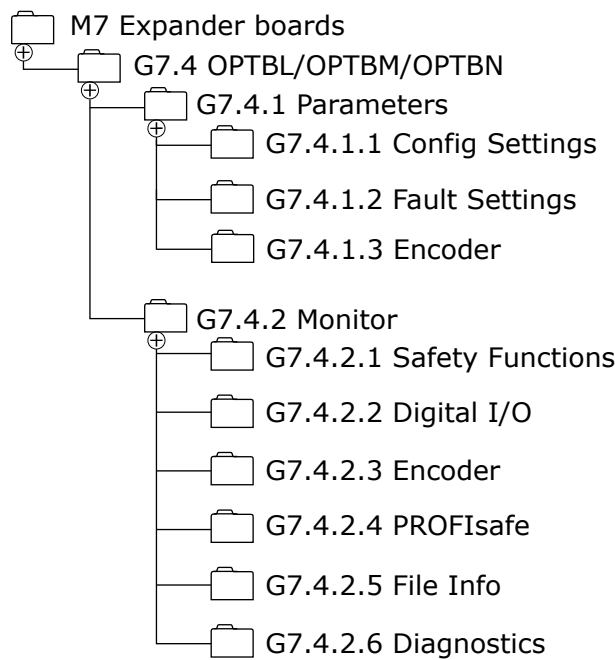 M7 Expander boards
G7.4 OPTBL/OPTBM/OPTBN
G7.4.1 Parameters
G7.4.1.1 Config Settings
G7.4.1.2 Fault Settings
G7.4.1.3 Encoder
G7.4.2 Monitor
G7.4.2.1 Safety Functions
G7.4.2.2 Digital I/O
G7.4.2.3 Encoder
G7.4.2.4 PROFIsafe
G7.4.2.5 File Info
G7.4.2.6 Diagnostics